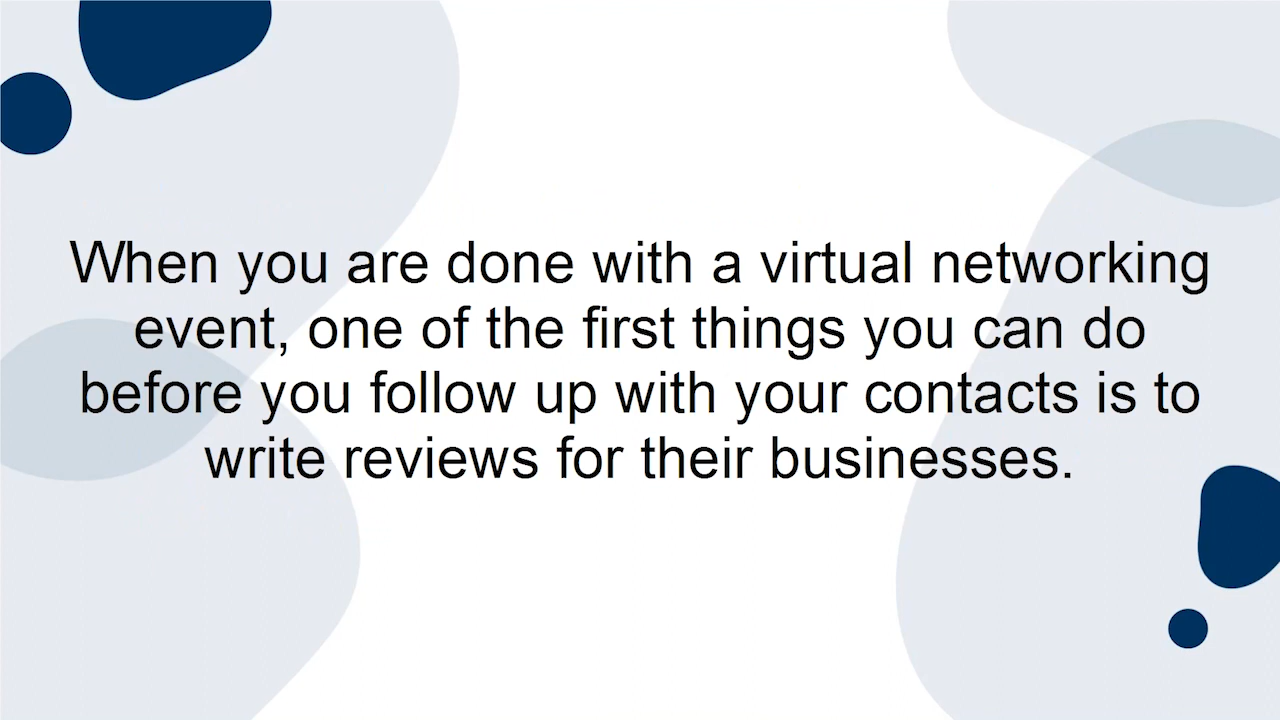 When you are done with a virtual networking
event, one of the first things you can do
before you follow up with your contacts is to
write reviews for their businesses.